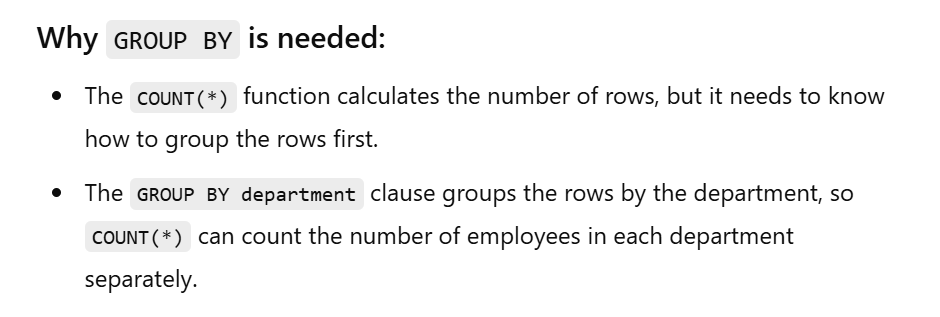 Why GROUP BY is needed:
• The COUNT(*) function calculates the number of rows, but it needs to know
how to group the rows first.
• The GROUP BY department clause groups the rows by the department, so
COUNT(*) can count the number of employees in each department
separately.